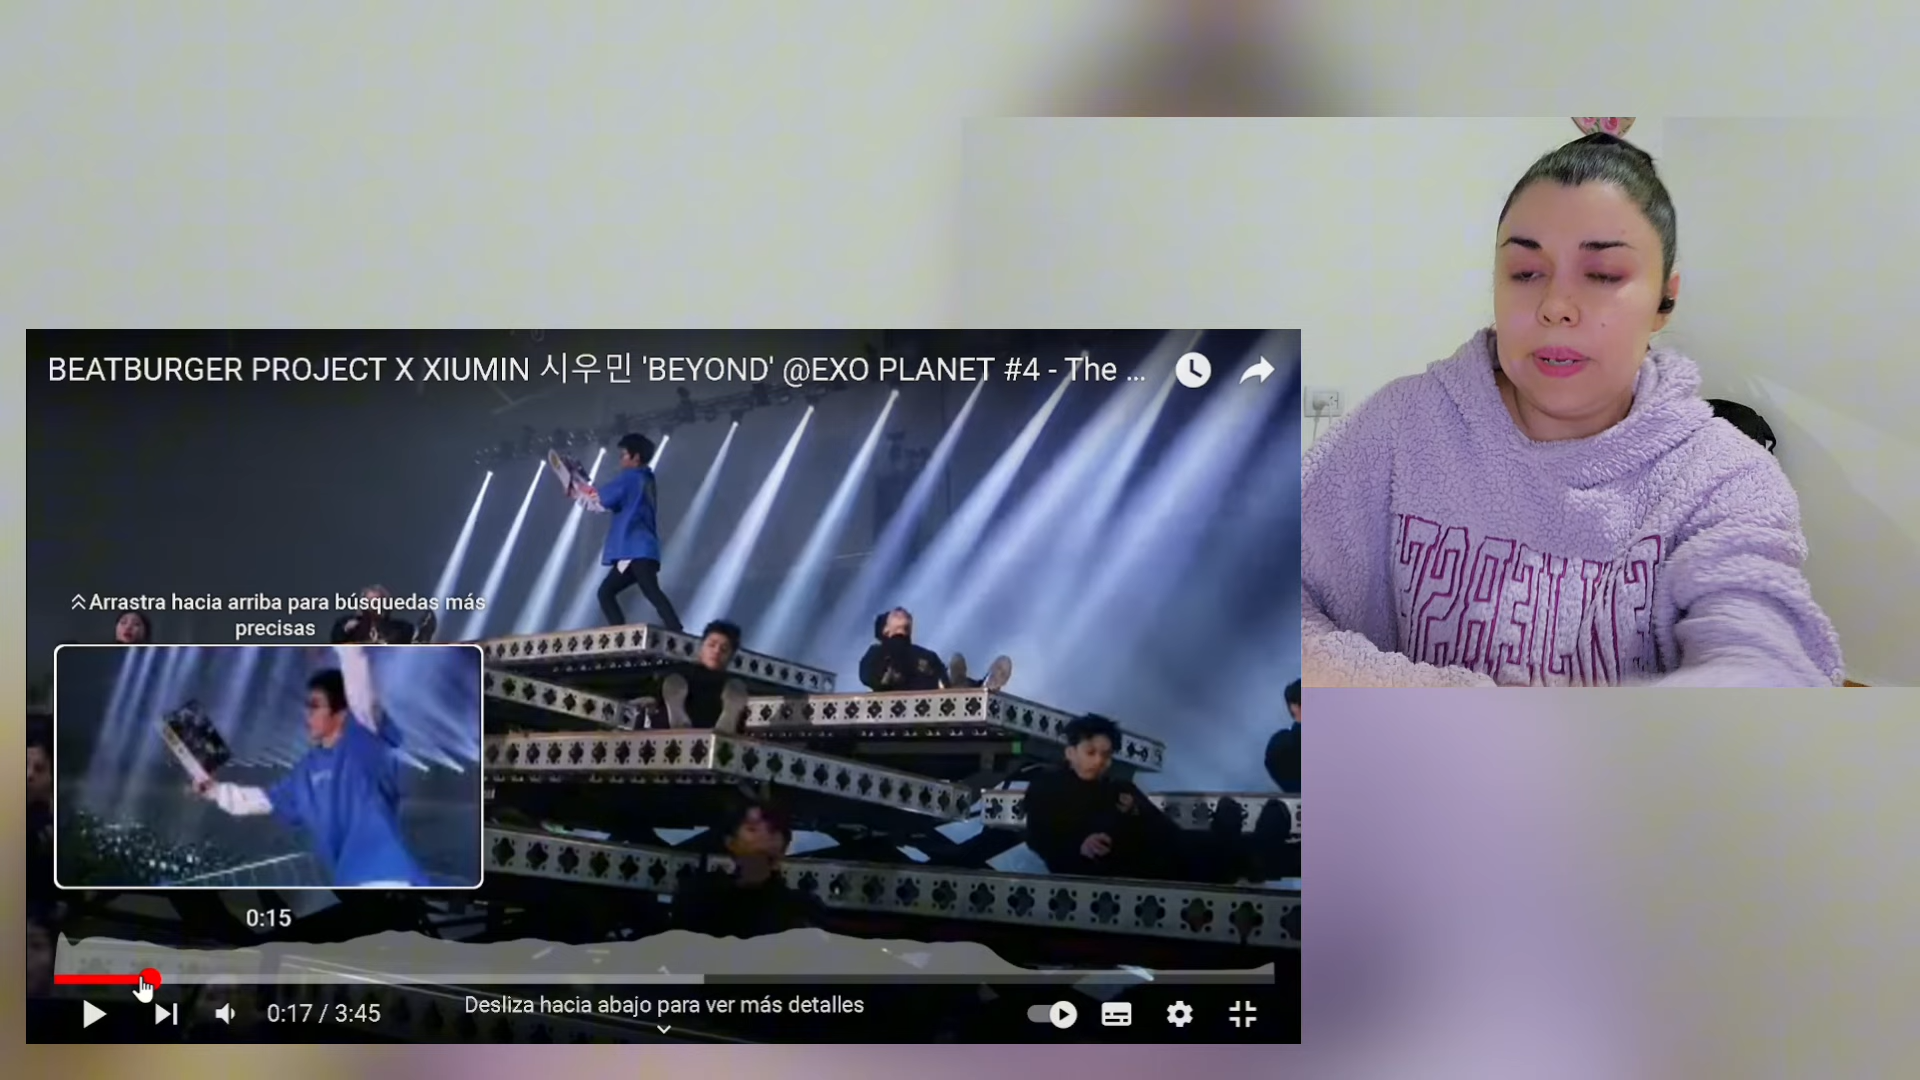 BEATBURGER PROJECT X XIUMIN 시우민 'BEYOND' @EXO PLANET #4 - The ...
Arrastra hacia arriba para búsquedas más
precisas
0:15
0:17 / 3:45
Desliza hacia abajo para ver más detalles